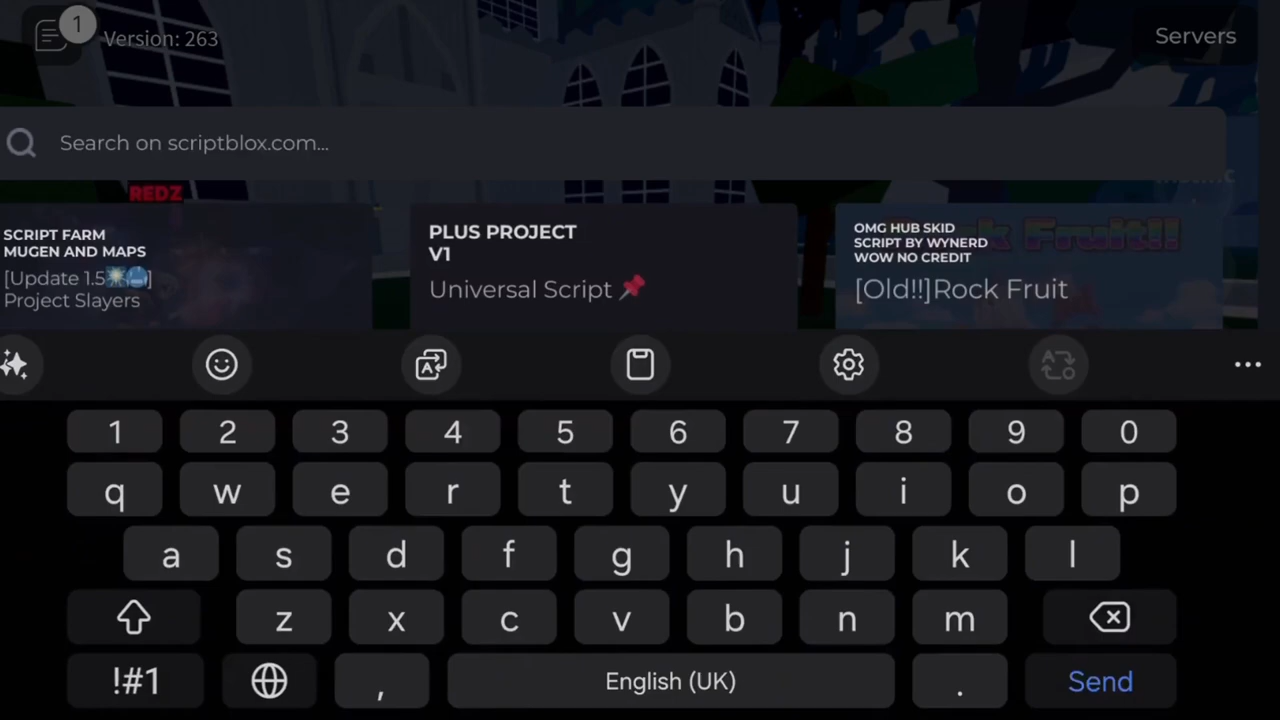 1
Version: 263
Servers
Search on scriptblox.com...
REDZ
SCRIPT FARM
MUGEN AND MAPS
[Update 1.5☀️🥶]
Project Slayers
PLUS PROJECT
V1
Universal Script 📌
OMG HUB SKID
SCRIPT BY WYNERD
WOW NO CREDIT
[Old!!]Rock Fruit
k Fruit!!
1 2 3 4 5 6 7 8 9 0
q w e r t y u i o p
a s d f g h j k l
z x c v b n m
!#1 , English (UK) . Send